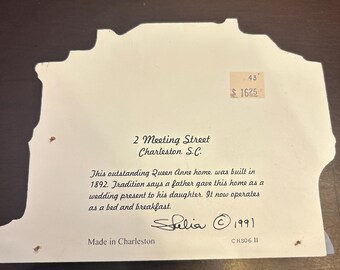 43
$ 1625
2 Meeting Street
Charleston S.C.
This outstanding Queen Anne home was built in
1892. Tradition says a father gave this home as a
wedding present to his daughter. It now operates
as a bed and breakfast.
Shelia © 1991
Made in Charleston
CHS06 II